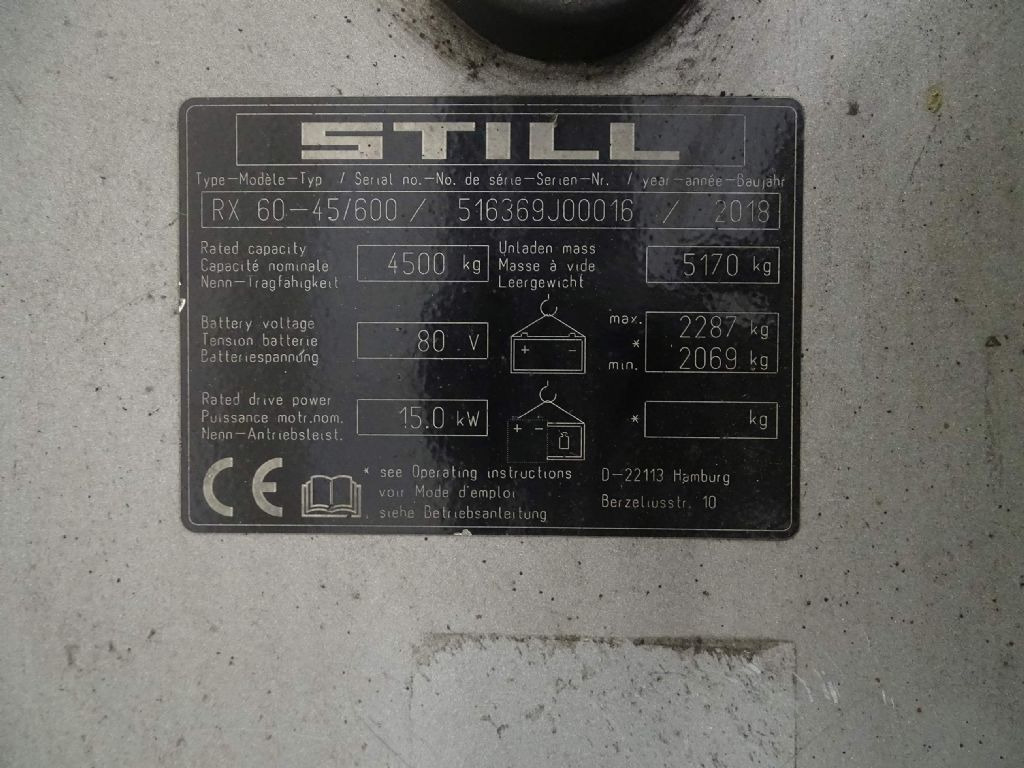 STILL
Type-Modèle-Typ / Serial no.-No. de série-Serien-Nr. / year-année-Baujahr
RX 60-45/600 / 516369J00016 / 2018
Rated capacity
Capacité nominale
Nenn-Tragfähigkeit
4500 kg
Unladen mass
Masse à vide
Leergewicht
5170 kg
Battery voltage
Tension batterie
Batteriespannung
80 V
+ -
max. 2287 kg
*
min. 2069 kg
Rated drive power
Puissance motr.nom.
Nenn-Antriebsleist.
15.0 kW
+ -
* kg
CE
* see Operating instructions
voir Mode d'emploi
siehe Betriebsanleitung
D-22113 Hamburg
Berzeliusstr. 10